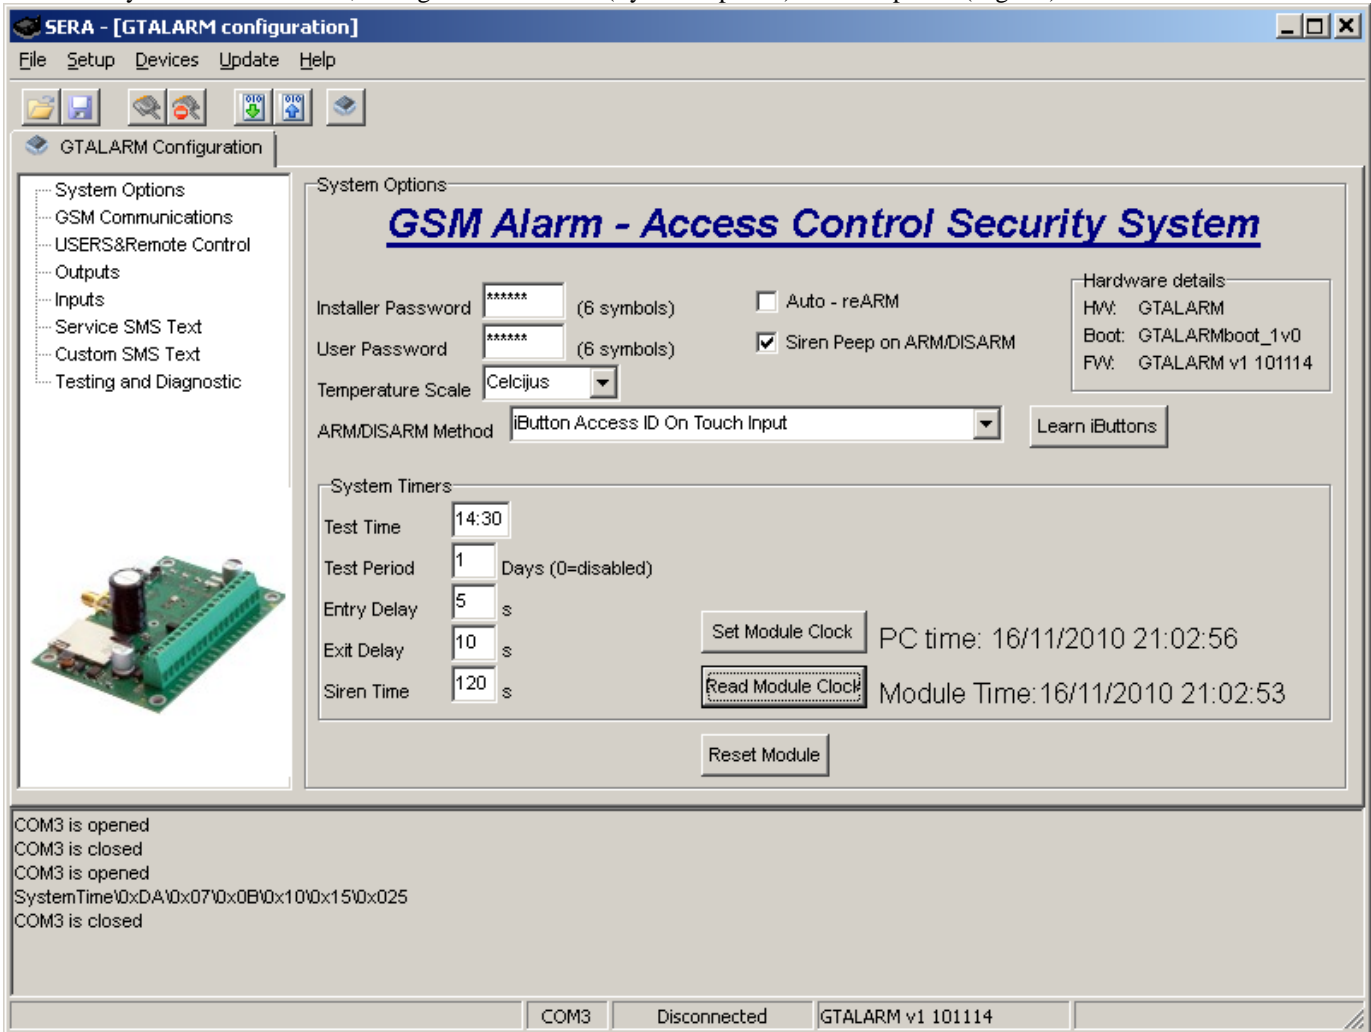 SERA - [GTALARM configuration]
File Setup Devices Update Help
GTALARM Configuration
System Options
GSM Communications
USERS&Remote Control
Outputs
Inputs
Service SMS Text
Custom SMS Text
Testing and Diagnostic
System Options
GSM Alarm - Access Control Security System
Installer Password ****** (6 symbols)
User Password ****** (6 symbols)
Temperature Scale Celcijus
ARM/DISARM Method iButton Access ID On Touch Input
Learn iButtons
Auto - reARM
Siren Peep on ARM/DISARM
Hardware details
HW: GTALARM
Boot: GTALARMboot_1v0
FW: GTALARM v1 101114
System Timers
Test Time 14:30
Test Period 1 Days (0=disabled)
Entry Delay 5 s
Exit Delay 10 s
Siren Time 120 s
Set Module Clock PC time: 16/11/2010 21:02:56
Read Module Clock Module Time:16/11/2010 21:02:53
Reset Module
COM3 is opened
COM3 is closed
COM3 is opened
SystemTime\0xDA\0x07\0x0B\0x10\0x15\0x025
COM3 is closed
COM3 Disconnected GTALARM v1 101114